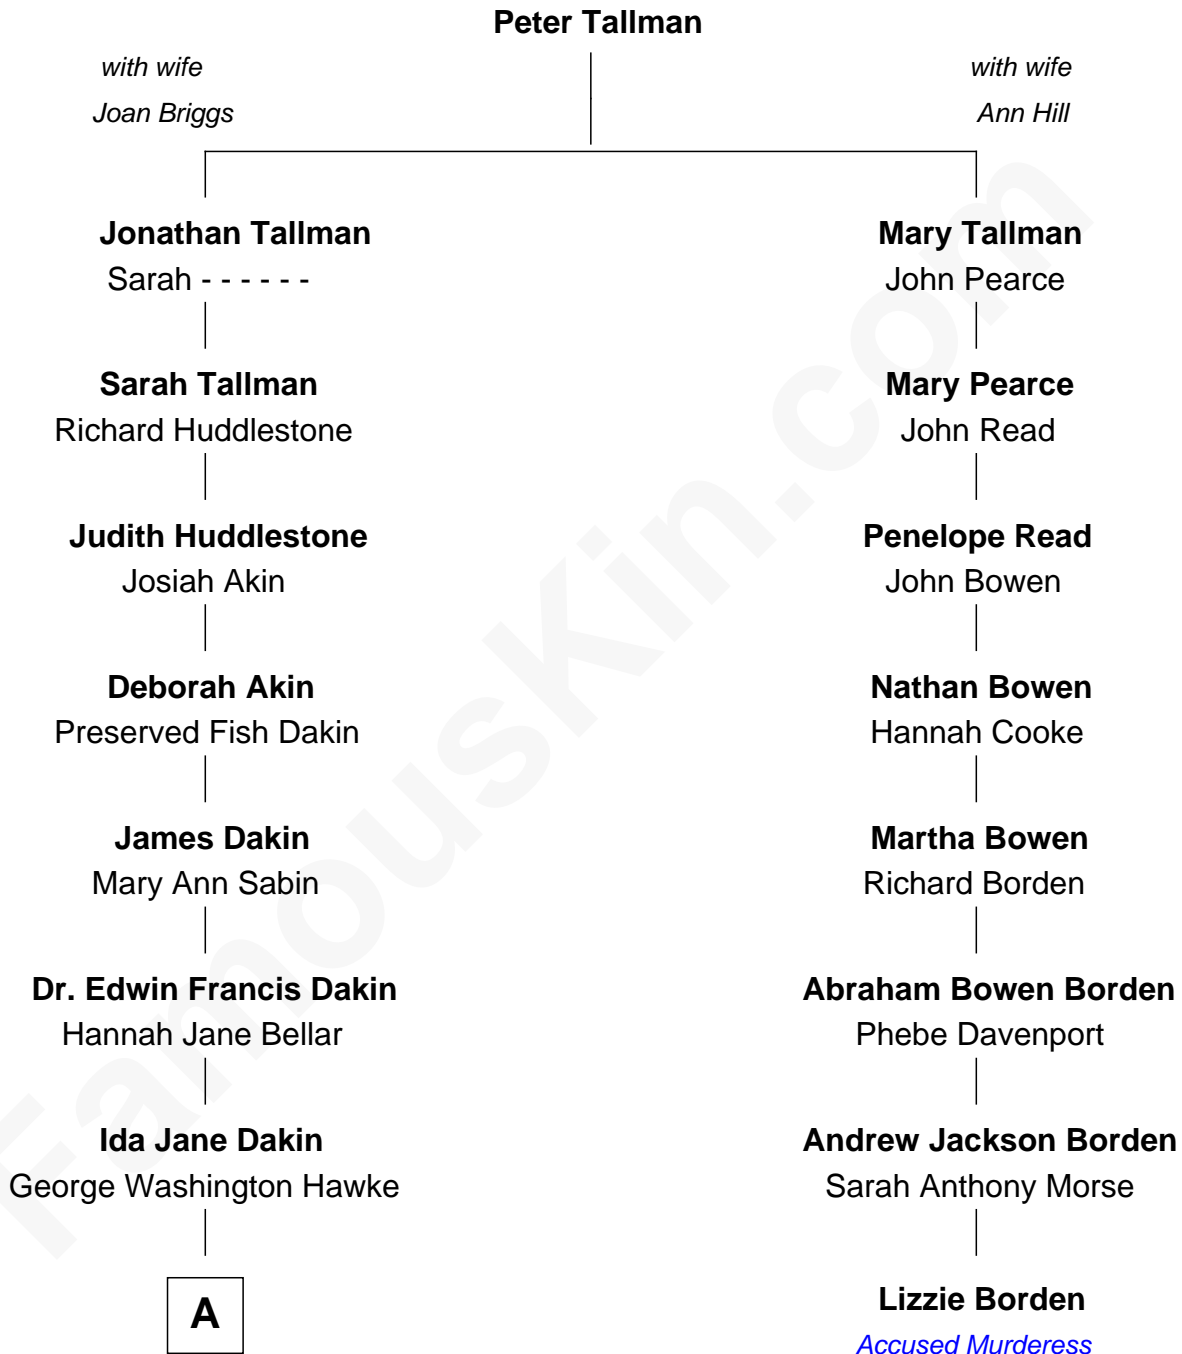 Peter Tallman
with wife
Joan Briggs
with wife
Ann Hill
Jonathan Tallman
Sarah - - - - - -
Mary Tallman
John Pearce
Sarah Tallman
Richard Huddlestone
Mary Pearce
John Read
Judith Huddlestone
Josiah Akin
Penelope Read
John Bowen
Deborah Akin
Preserved Fish Dakin
Nathan Bowen
Hannah Cooke
James Dakin
Mary Ann Sabin
Martha Bowen
Richard Borden
Dr. Edwin Francis Dakin
Hannah Jane Bellar
Abraham Bowen Borden
Phebe Davenport
Ida Jane Dakin
George Washington Hawke
Andrew Jackson Borden
Sarah Anthony Morse
A
Lizzie Borden
Accused Murderess
FamousKin.com